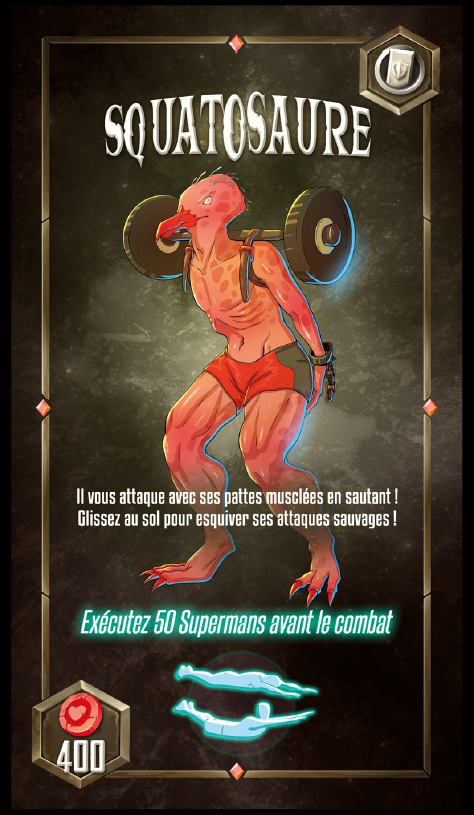 SQUATOSAURE
Il vous attaque avec ses pattes musclées en sautant !
Glissez au sol pour esquiver ses attaques sauvages !
Exécutez 50 Supermans avant le combat
400